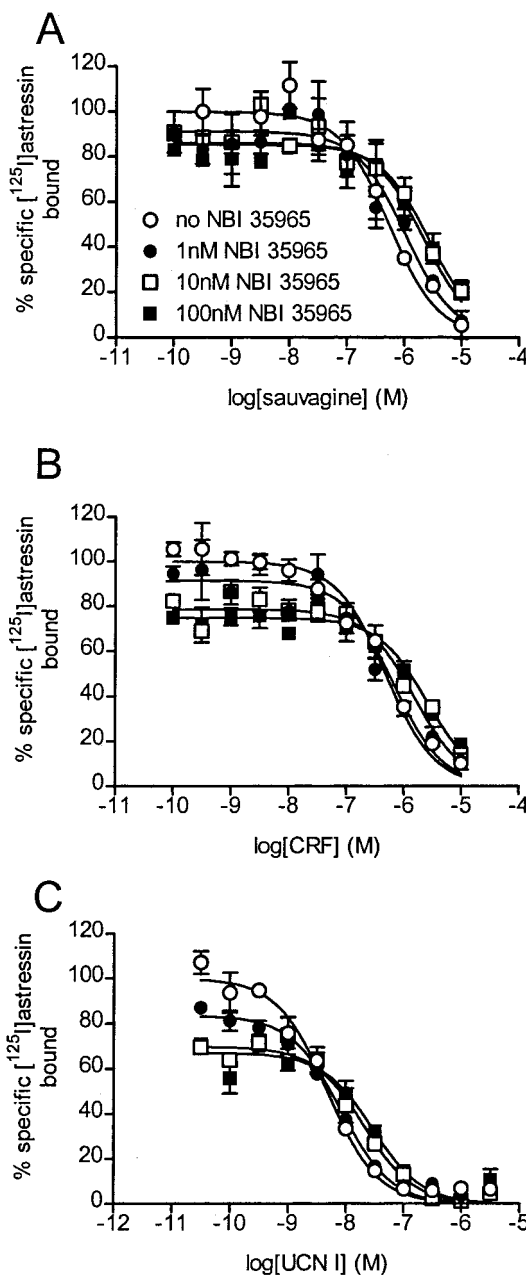 A
120
100
80
60
40
20
0
% specific [¹²⁵I]astressin
bound
no NBI 35965
1nM NBI 35965
10nM NBI 35965
100nM NBI 35965
-11 -10 -9 -8 -7 -6 -5 -4
log[sauvagine] (M)
B
120
100
80
60
40
20
0
% specific [¹²⁵I]astressin
bound
-11 -10 -9 -8 -7 -6 -5 -4
log[CRF] (M)
C
120
100
80
60
40
20
0
% specific [¹²⁵I]astressin
bound
-12 -11 -10 -9 -8 -7 -6 -5
log[UCN I] (M)